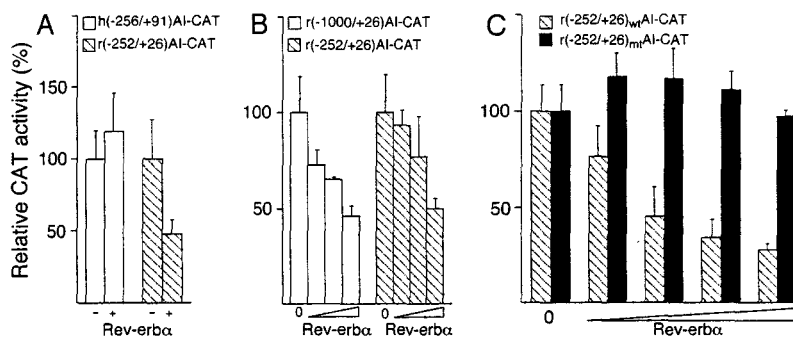 A
h(-256/+91)AI-CAT
r(-252/+26)AI-CAT
B
r(-1000/+26)AI-CAT
r(-252/+26)AI-CAT
C
r(-252/+26)wtAI-CAT
r(-252/+26)mtAI-CAT
Relative CAT activity (%)
150
100
50
- + - +
Rev-erbα
100
50
0 0
Rev-erbα Rev-erbα
100
50
0
Rev-erbα